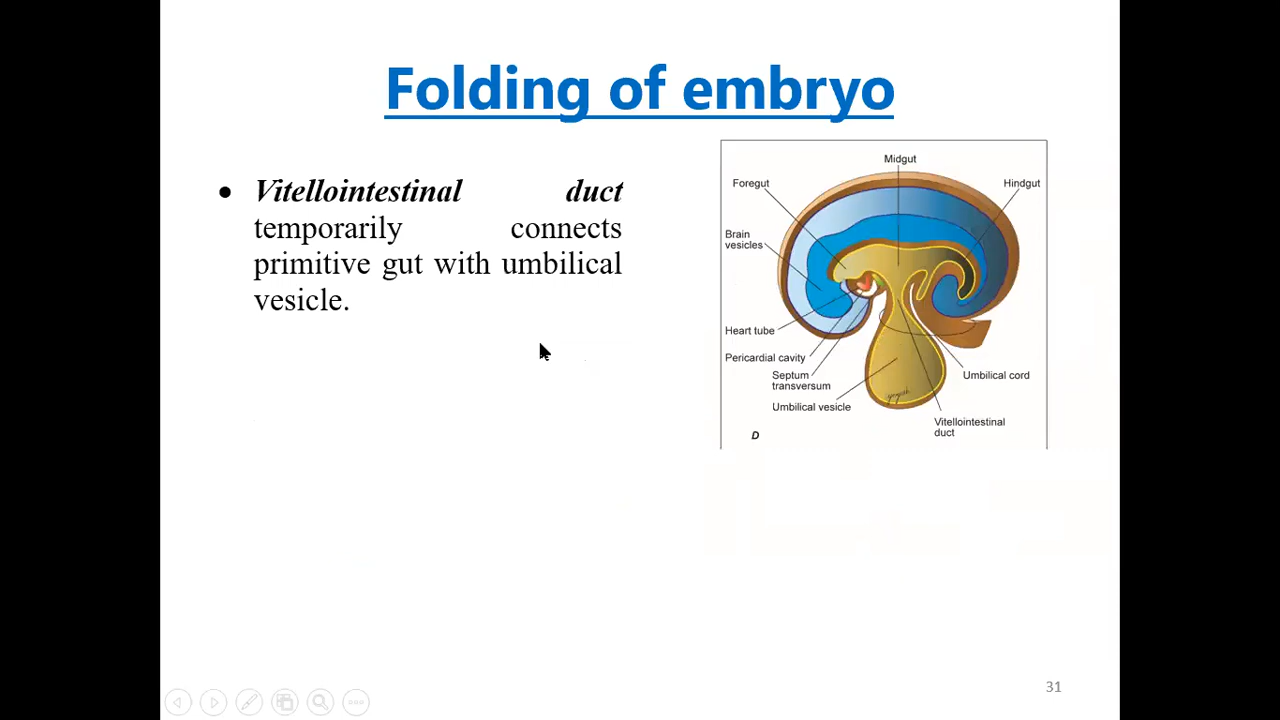 Folding of embryo
• Vitellointestinal duct
temporarily connects
primitive gut with umbilical
vesicle.
Midgut
Foregut
Hindgut
Brain
vesicles
Heart tube
Pericardial cavity
Septum
transversum
Umbilical cord
Umbilical vesicle
Vitellointestinal
duct
D
31